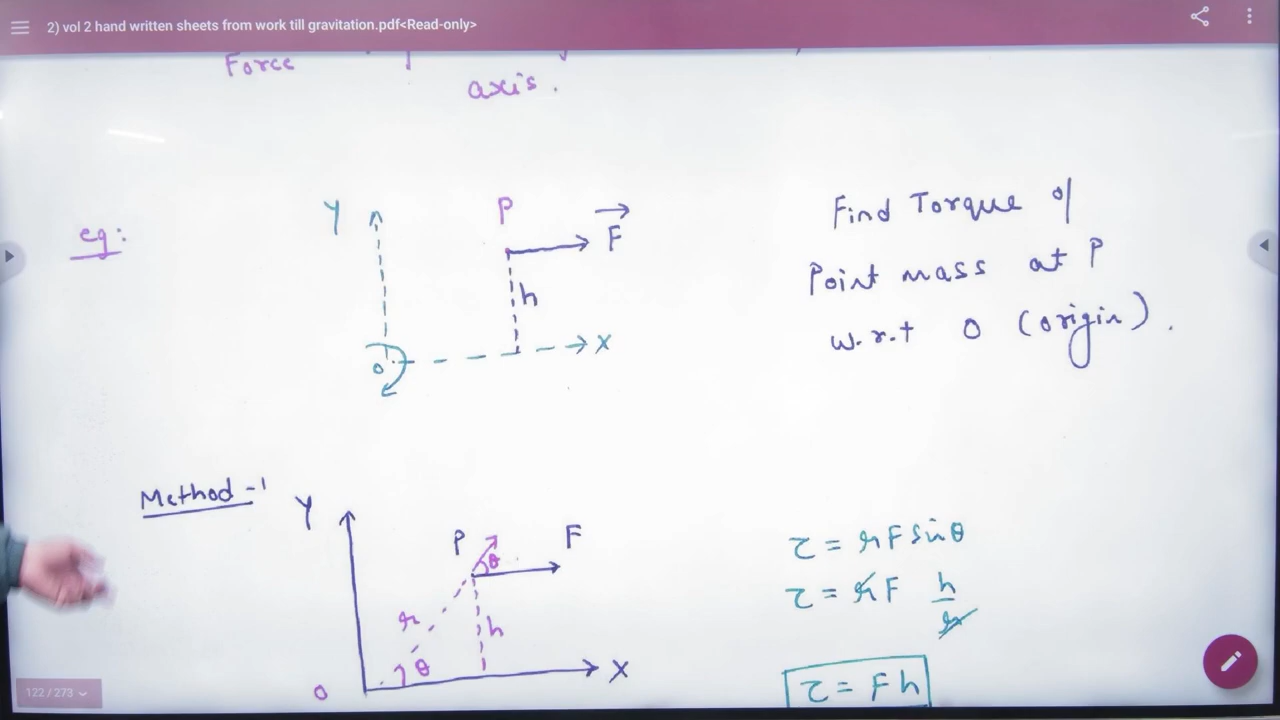 2) vol 2 hand written sheets from work till gravitation.pdf<Read-only>
Force
axis.
eg:
Y
P
F
h
O
X
Find Torque of
Point mass at P
w.r.t O (origin).
Method-1
Y
P
θ
F
r
h
θ
O
X
τ = rF sinθ
τ = rF h/r
τ = Fh
122 / 273